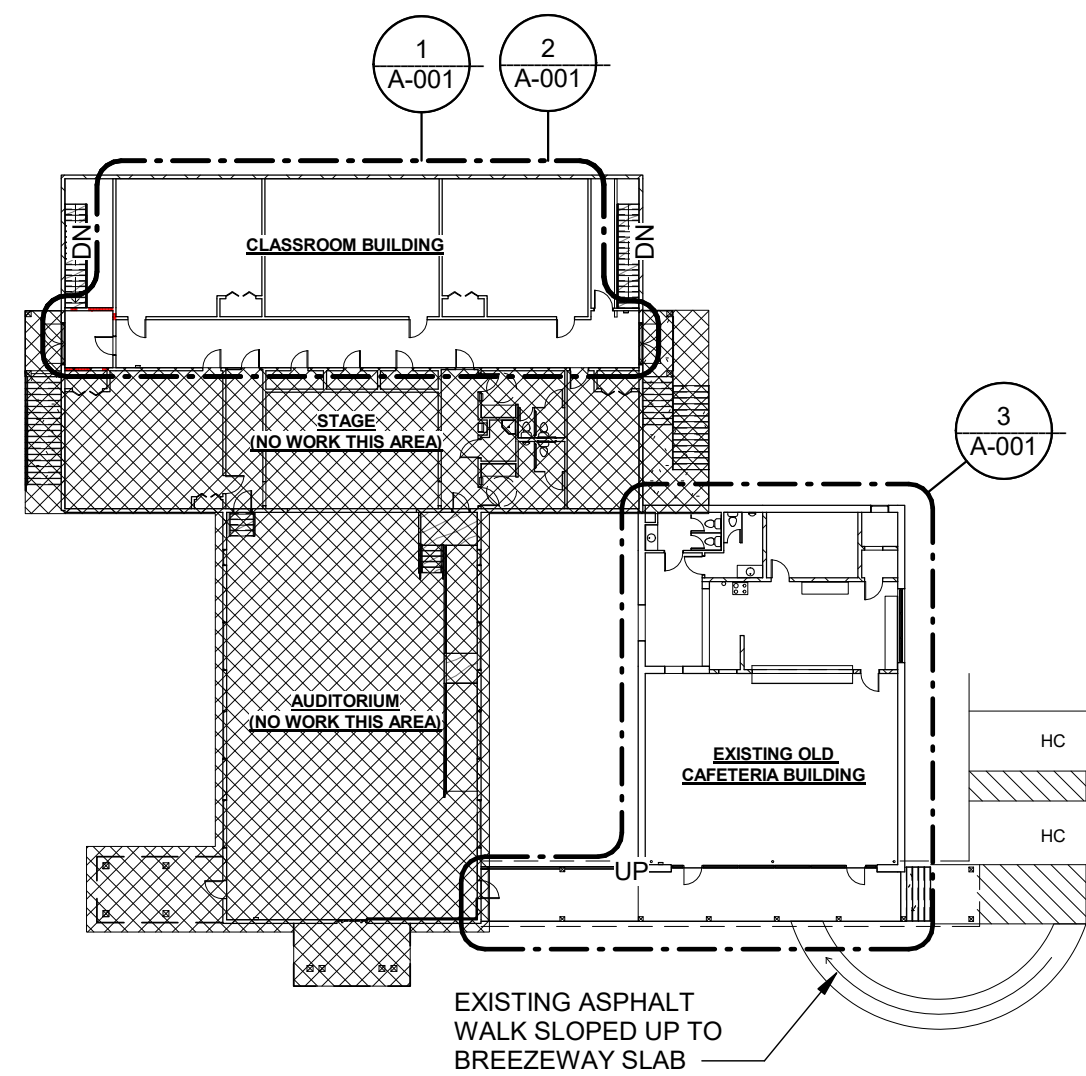 1
A-001
2
A-001
DN
CLASSROOM BUILDING
DN
STAGE
(NO WORK THIS AREA)
3
A-001
AUDITORIUM
(NO WORK THIS AREA)
EXISTING OLD
CAFETERIA BUILDING
HC
HC
UP
EXISTING ASPHALT
WALK SLOPED UP TO
BREEZEWAY SLAB